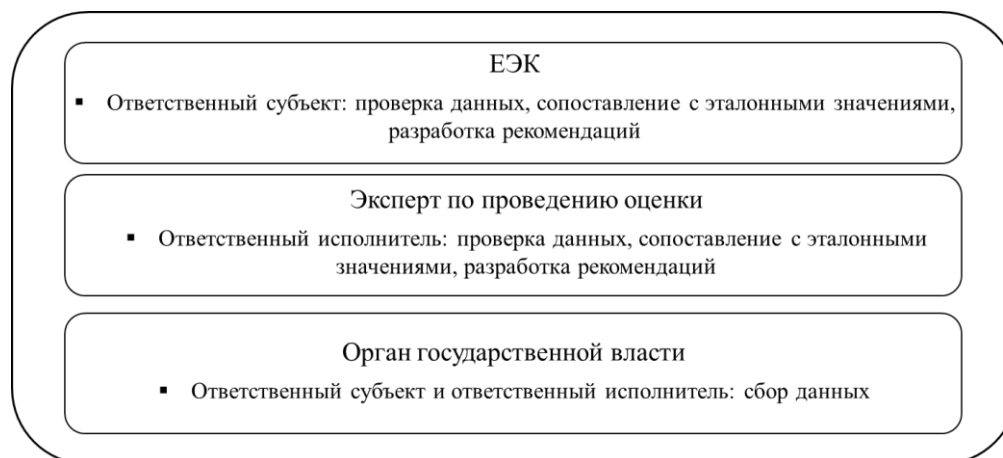 ЕЭК
▪ Ответственный субъект: проверка данных, сопоставление с эталонными значениями,
разработка рекомендаций
Эксперт по проведению оценки
▪ Ответственный исполнитель: проверка данных, сопоставление с эталонными
значениями, разработка рекомендаций
Орган государственной власти
▪ Ответственный субъект и ответственный исполнитель: сбор данных